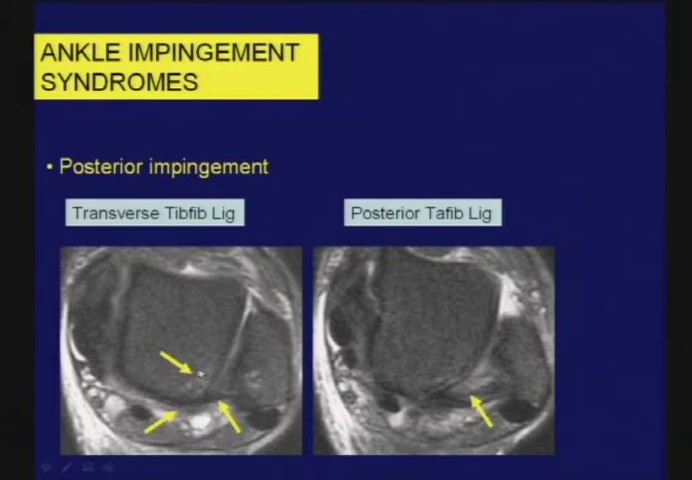 ANKLE IMPINGEMENT
SYNDROMES
• Posterior impingement
Transverse Tibfib Lig
Posterior Tafib Lig